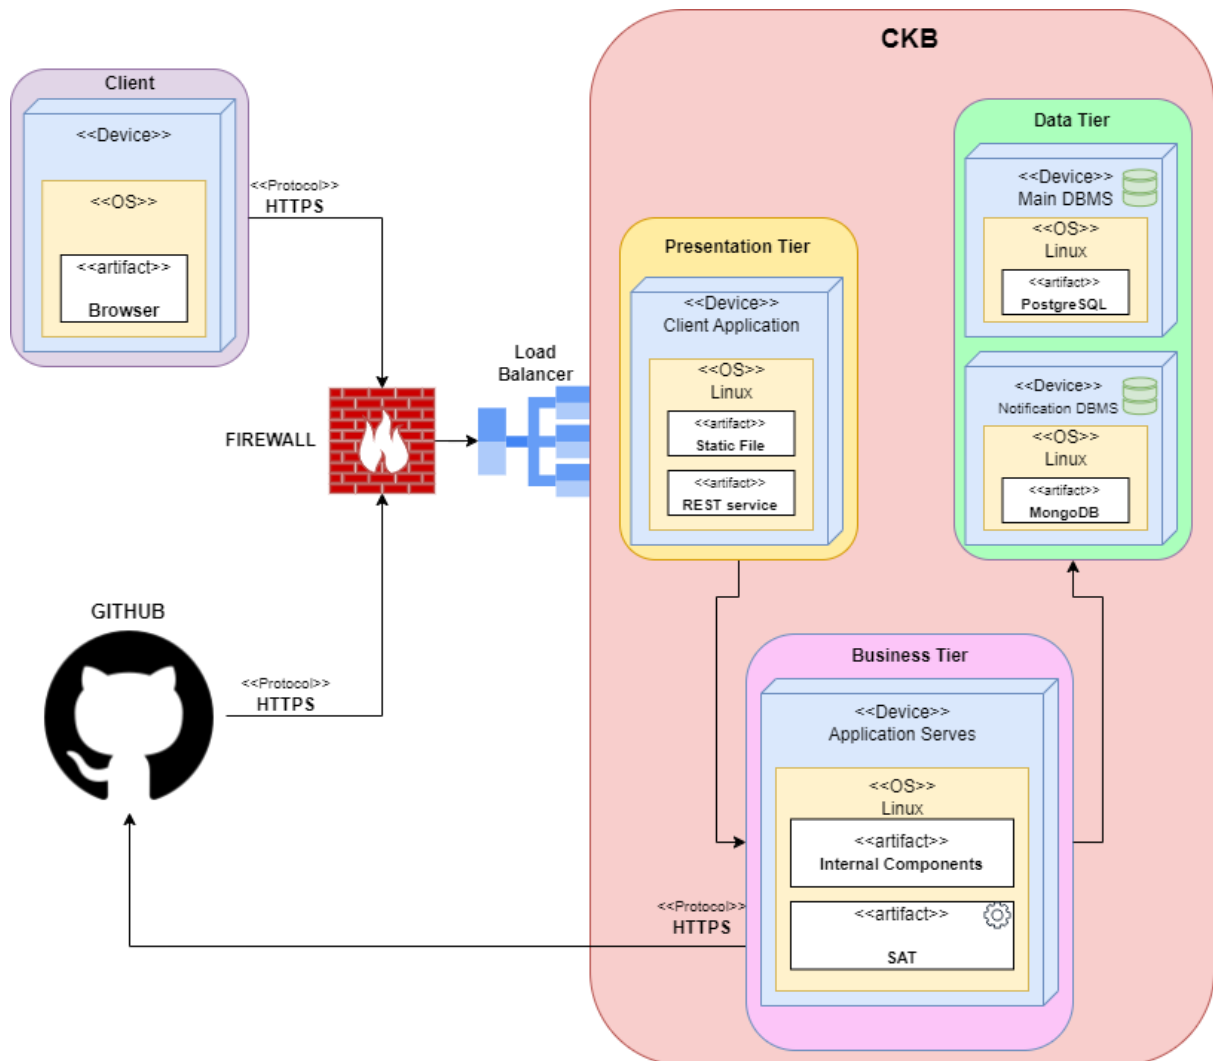 CKB
Client
<<Device>>
<<OS>>
<<artifact>>
Browser
<<Protocol>>
HTTPS
FIREWALL
Load
Balancer
GITHUB
<<Protocol>>
HTTPS
Presentation Tier
<<Device>>
Client Application
<<OS>>
Linux
<<artifact>>
Static File
<<artifact>>
REST service
Data Tier
<<Device>>
Main DBMS
<<OS>>
Linux
<<artifact>>
PostgreSQL
<<Device>>
Notification DBMS
<<OS>>
Linux
<<artifact>>
MongoDB
Business Tier
<<Device>>
Application Serves
<<OS>>
Linux
<<artifact>>
Internal Components
<<artifact>>
SAT
<<Protocol>>
HTTPS